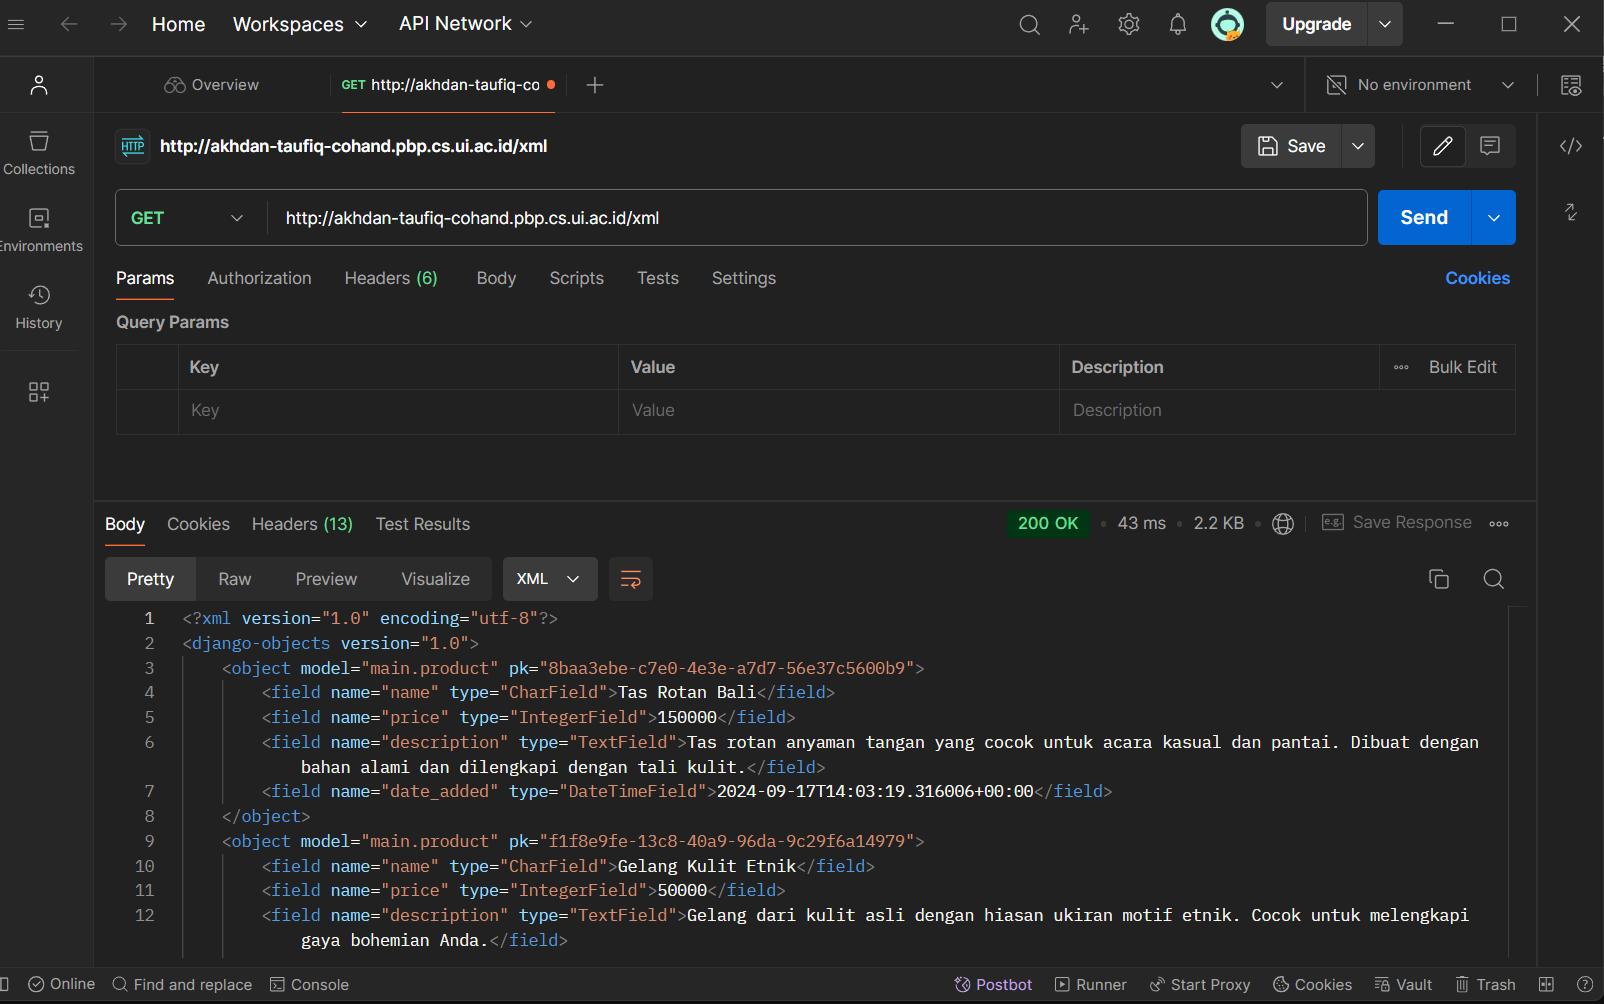 Home Workspaces API Network Upgrade
Overview GET http://akhdan-taufiq-co No environment
HTTP http://akhdan-taufiq-cohand.pbp.cs.ui.ac.id/xml Save
Collections
GET http://akhdan-taufiq-cohand.pbp.cs.ui.ac.id/xml Send
Environments
Params Authorization Headers (6) Body Scripts Tests Settings Cookies
History
Query Params
Key Value Description Bulk Edit
Key Value Description
Body Cookies Headers (13) Test Results 200 OK 43 ms 2.2 KB e.g. Save Response
Pretty Raw Preview Visualize XML
1 <?xml version="1.0" encoding="utf-8"?>
2 <django-objects version="1.0">
3 <object model="main.product" pk="8baa3ebe-c7e0-4e3e-a7d7-56e37c5600b9">
4 <field name="name" type="CharField">Tas Rotan Bali</field>
5 <field name="price" type="IntegerField">150000</field>
6 <field name="description" type="TextField">Tas rotan anyaman tangan yang cocok untuk acara kasual dan pantai. Dibuat dengan
bahan alami dan dilengkapi dengan tali kulit.</field>
7 <field name="date_added" type="DateTimeField">2024-09-17T14:03:19.316006+00:00</field>
8 </object>
9 <object model="main.product" pk="f1f8e9fe-13c8-40a9-96da-9c29f6a14979">
10 <field name="name" type="CharField">Gelang Kulit Etnik</field>
11 <field name="price" type="IntegerField">50000</field>
12 <field name="description" type="TextField">Gelang dari kulit asli dengan hiasan ukiran motif etnik. Cocok untuk melengkapi
gaya bohemian Anda.</field>
Online Find and replace Console Postbot Runner Start Proxy Cookies Vault Trash